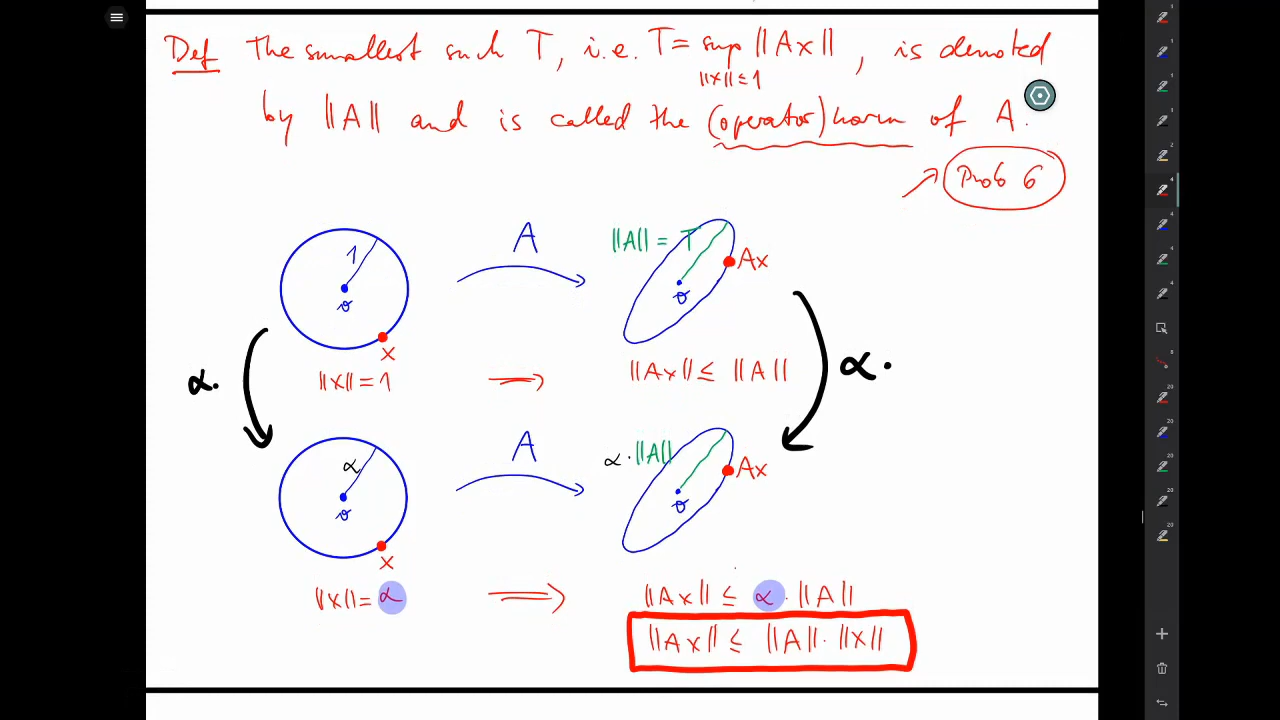 Def The smallest such T, i.e. T = sup ||Ax||, is denoted
||x|| ≤ 1
by ||A|| and is called the (operator) norm of A.
Prob 6
1
A
||A|| = T
Ax
0
0
x
α·
α·
||x|| = 1 ⟹ ||Ax|| ≤ ||A||
α
A
α·||A||
Ax
0
0
x
||x|| = α ⟹ ||Ax|| ≤ α·||A||
||Ax|| ≤ ||A||·||x||